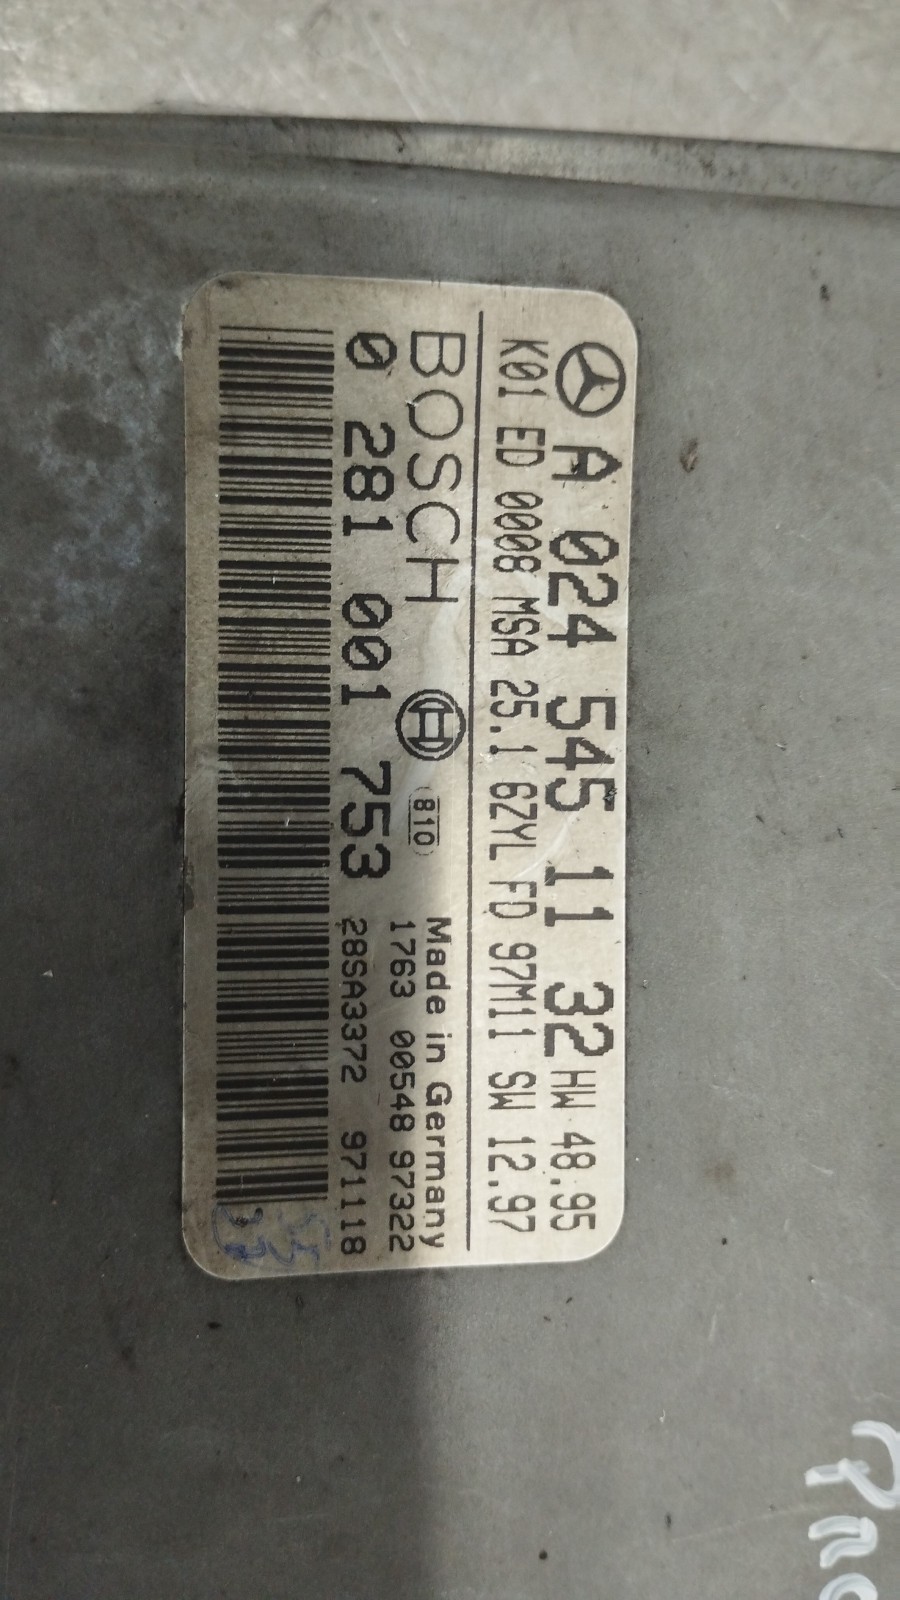 A 024 545 11 32 HW 48.95
K01 ED 0008 MSA 25.1 6ZYL FD 97M11 SW 12.97
BOSCH Made in Germany
810 1763 00548 97322
0 281 001 753 28SA3372 971118